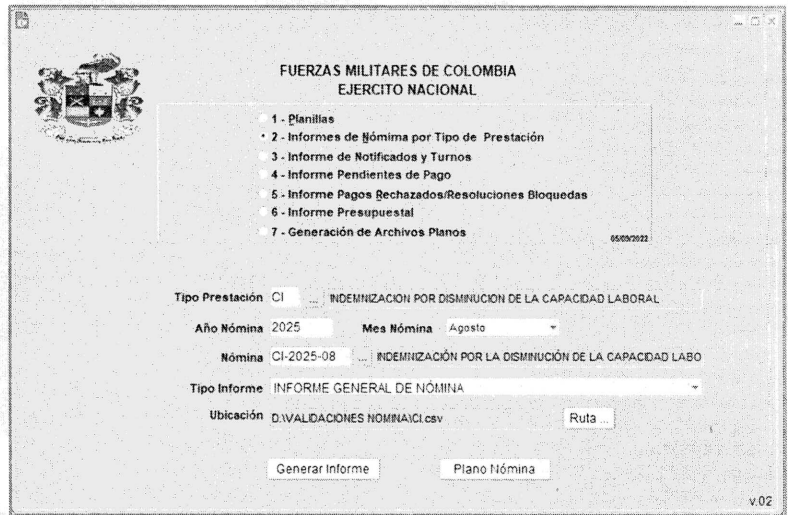 FUERZAS MILITARES DE COLOMBIA
EJERCITO NACIONAL
1 - Planillas
2 - Informes de Nómima por Tipo de Prestación
3 - Informe de Notificados y Turnos
4 - Informe Pendientes de Pago
5 - Informe Pagos Rechazados/Resoluciones Bloquedas
6 - Informe Presupuestal
7 - Generación de Archivos Planos
05/09/2022
Tipo Prestación CI ... INDEMNIZACION POR DISMINUCION DE LA CAPACIDAD LABORAL
Año Nómina 2025 Mes Nómina Agosto
Nómina CI-2025-08 ... INDEMNIZACIÓN POR LA DISMINUCIÓN DE LA CAPACIDAD LABO
Tipo Informe INFORME GENERAL DE NÓMINA
Ubicación D:\VALIDACIONES NOMINA\CI.csv Ruta ...
Generar Informe Plano Nómina
v.02